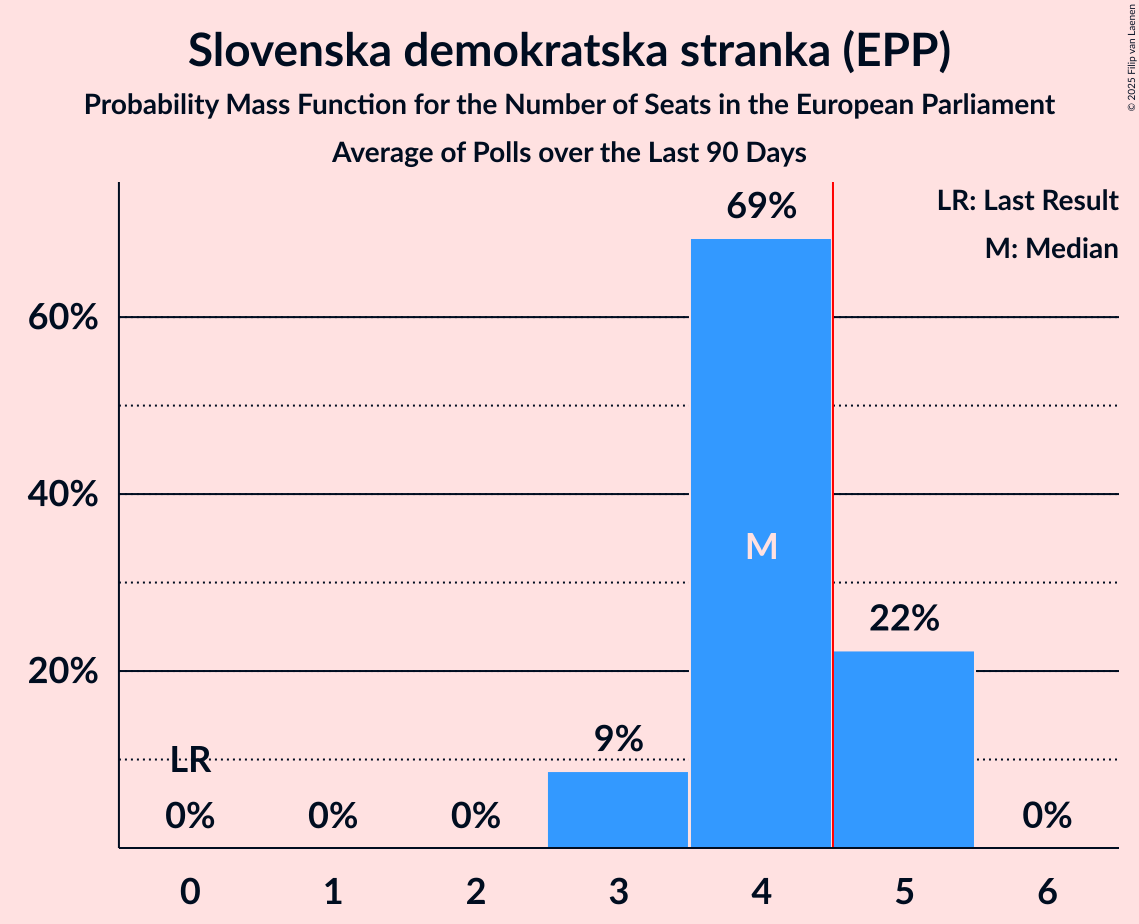 Slovenska demokratska stranka (EPP)
Probability Mass Function for the Number of Seats in the European Parliament
Average of Polls over the Last 90 Days
© 2025 Filip van Laenen
LR: Last Result
M: Median
69%
60%
40%
M
22%
20%
9%
LR
0% 0% 0% 0%
0 1 2 3 4 5 6